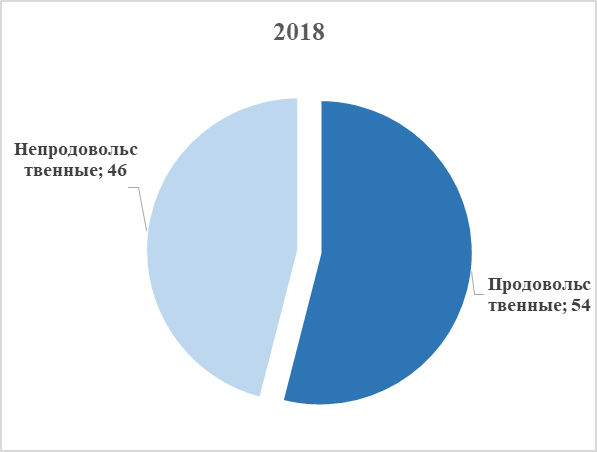 2018
Непродовольс
твенные; 46
Продовольс
твенные; 54